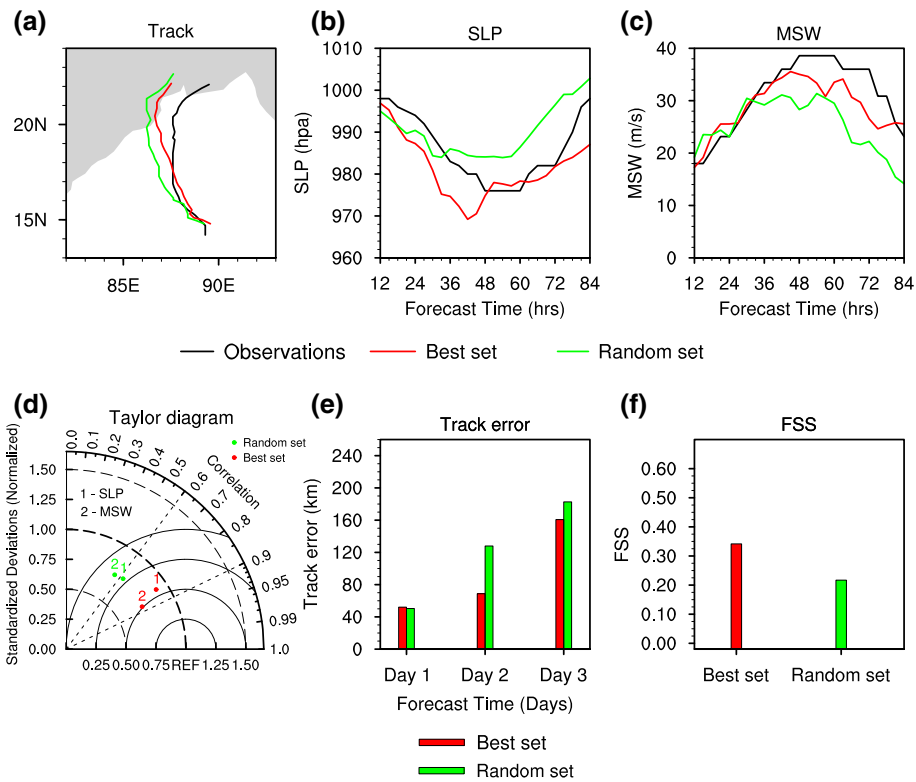 (a) Track
20N
15N
85E 90E
(b) SLP
SLP (hpa)
1010
1000
990
980
970
960
12 24 36 48 60 72 84
Forecast Time (hrs)
(c) MSW
MSW (m/s)
40
30
20
10
0
12 24 36 48 60 72 84
Forecast Time (hrs)
Observations Best set Random set
(d) Taylor diagram
Random set
Best set
Standardized Deviations (Normalized)
1.50
1.25
1.00
0.75
0.50
0.25
0.00
1 - SLP
2 - MSW
0.0 0.1 0.2 0.3 0.4 0.5 0.6 0.7 0.8 0.9 0.95 0.99 1.0
Correlation
2 1
1
2
0.25 0.50 0.75 REF 1.25 1.50
(e) Track error
Track error (km)
240
200
160
120
80
40
0
Day 1 Day 2 Day 3
Forecast Time (Days)
Best set
Random set
(f) FSS
FSS
0.60
0.50
0.40
0.30
0.20
0.10
0.00
Best set Random set